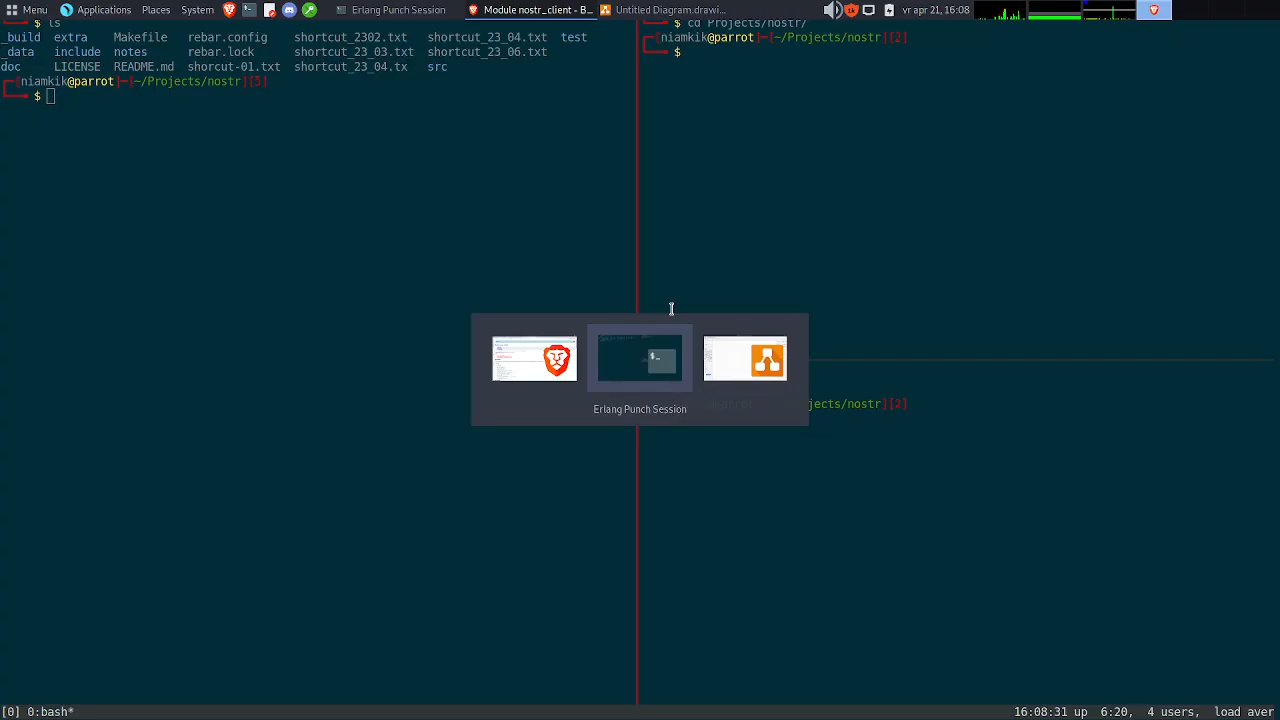 Menu Applications Places System Erlang Punch Sessi Module nostr_client - B... Untitled Diagram.drawi... vr apr 21, 16:08
$ ls
_build extra Makefile rebar.config shortcut_2302.txt shortcut_23_04.txt test
_data include notes rebar.lock shortcut_23_03.txt shortcut_23_06.txt
doc LICENSE README.md shorcut-01.txt shortcut_23_04.tx src
[niamkik@parrot]─[~/Projects/nostr][5]
$
$ cd Projects/nostr/
[niamkik@parrot]─[~/Projects/nostr][2]
$
Erlang Punch Session
jects/nostr][2]
[0] 0:bash* 16:08:31 up 6:20, 4 users, load aver